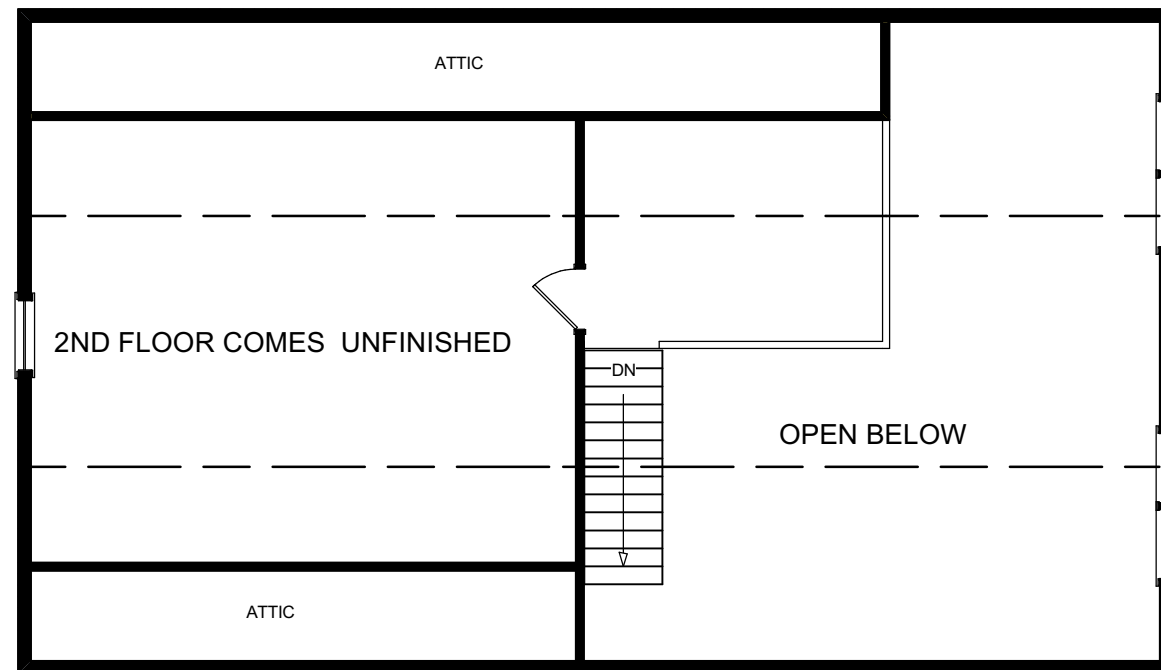 ATTIC
2ND FLOOR COMES UNFINISHED
DN
OPEN BELOW
ATTIC